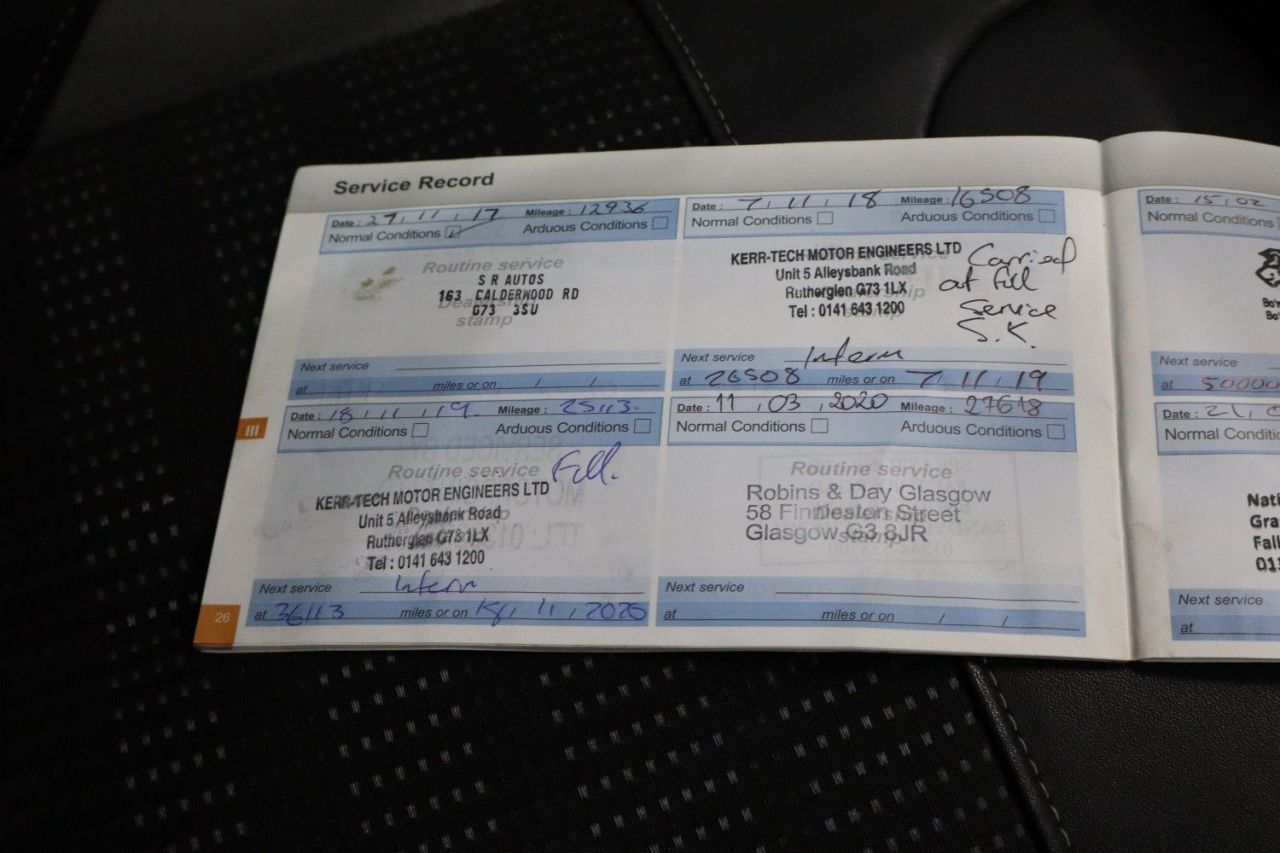 Service Record
Date : 27, 11, 17 Mileage : 12936
Normal Conditions Arduous Conditions
Routine service
S R AUTOS
163 CALDERWOOD RD
Dealership
G73 3SU
stamp
Next service
at miles or on / /
Date : 7, 11, 18 Mileage : 16508
Normal Conditions Arduous Conditions
KERR-TECH MOTOR ENGINEERS LTD
Unit 5 Alleysbank Road
Rutherglen G73 1LX
Tel : 0141 643 1200
Carried
out full
service
S.K.
Next service Interm
at 26508 miles or on 7, 11, 19
III
Date : 18, 11, 19 Mileage : 25113
Normal Conditions Arduous Conditions
Routine service Full.
KERR-TECH MOTOR ENGINEERS LTD
Unit 5 Alleysbank Road
Rutherglen G73 1LX
Tel : 0141 643 1200
Next service Interm
at 36113 miles or on 18, 11, 2020
Date : 11, 03, 2020 Mileage : 27618
Normal Conditions Arduous Conditions
Routine service
Robins & Day Glasgow
58 Finnieston Street
Glasgow G3 8JR
Next service
at miles or on / /
26
Date : 15, 02
Normal Conditions
Next service
at 50000
Date : 21,
Normal Conditi
Nati
Gra
Fall
Next service
at